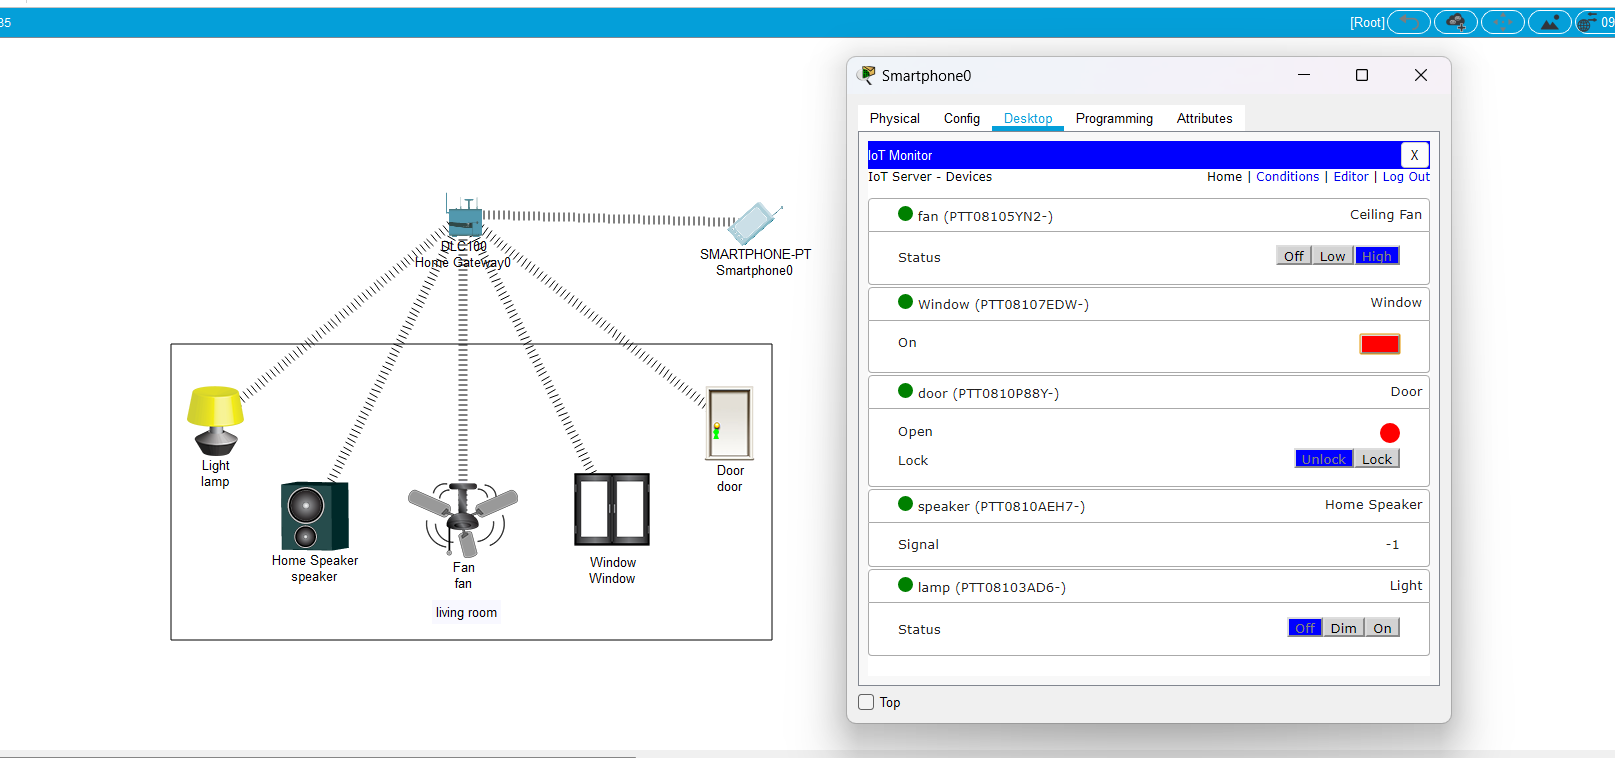 35
[Root]
09
Smartphone0
Physical Config Desktop Programming Attributes
IoT Monitor X
IoT Server - Devices Home | Conditions | Editor | Log Out
fan (PTT08105YN2-) Ceiling Fan
Status Off Low High
Window (PTT08107EDW-) Window
On
door (PTT0810P88Y-) Door
Open
Lock Unlock Lock
speaker (PTT0810AEH7-) Home Speaker
Signal -1
lamp (PTT08103AD6-) Light
Status Off Dim On
Top
DLC100
Home Gateway0
SMARTPHONE-PT
Smartphone0
Light
lamp
Door
door
Home Speaker
speaker
Fan
fan
Window
Window
living room